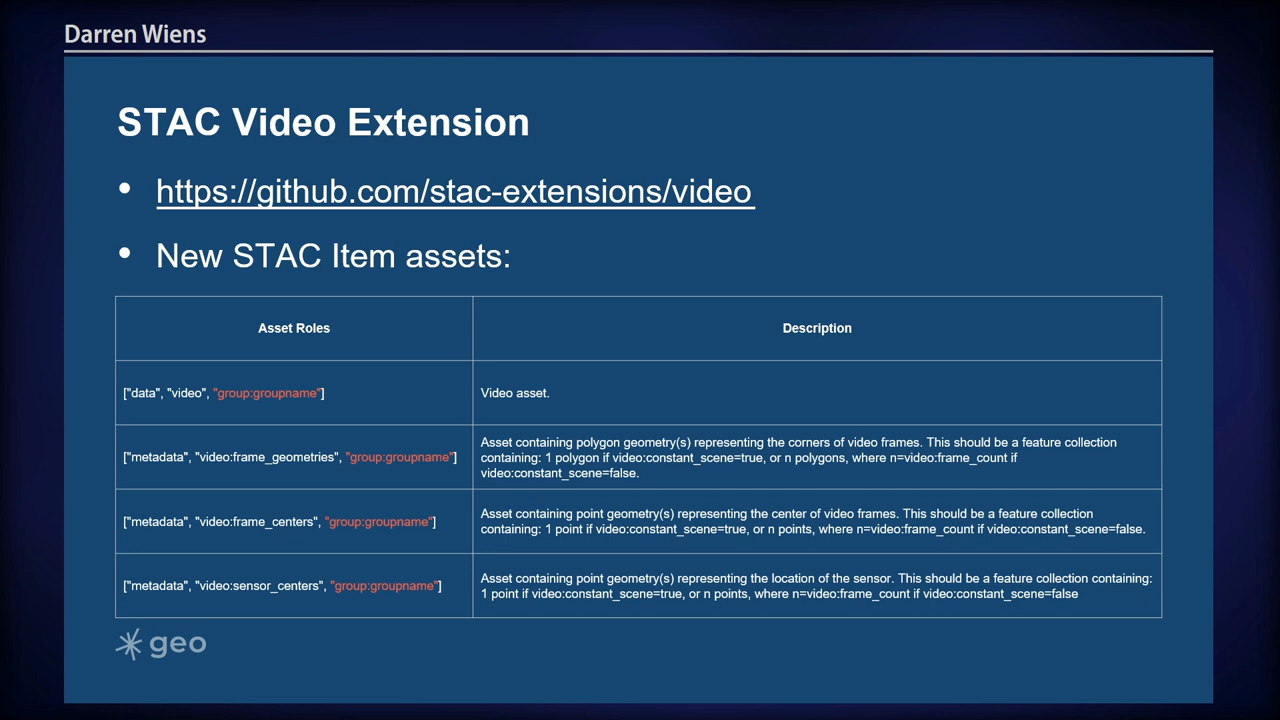 Darren Wiens
STAC Video Extension
• https://github.com/stac-extensions/video
• New STAC Item assets:
Asset Roles
Description
["data", "video", "group:groupname"]
Video asset.
["metadata", "video:frame_geometries", "group:groupname"]
Asset containing polygon geometry(s) representing the corners of video frames. This should be a feature collection
containing: 1 polygon if video:constant_scene=true, or n polygons, where n=video:frame_count if
video:constant_scene=false.
["metadata", "video:frame_centers", "group:groupname"]
Asset containing point geometry(s) representing the center of video frames. This should be a feature collection
containing: 1 point if video:constant_scene=true, or n points, where n=video:frame_count if video:constant_scene=false.
["metadata", "video:sensor_centers", "group:groupname"]
Asset containing point geometry(s) representing the location of the sensor. This should be a feature collection containing:
1 point if video:constant_scene=true, or n points, where n=video:frame_count if video:constant_scene=false
geo